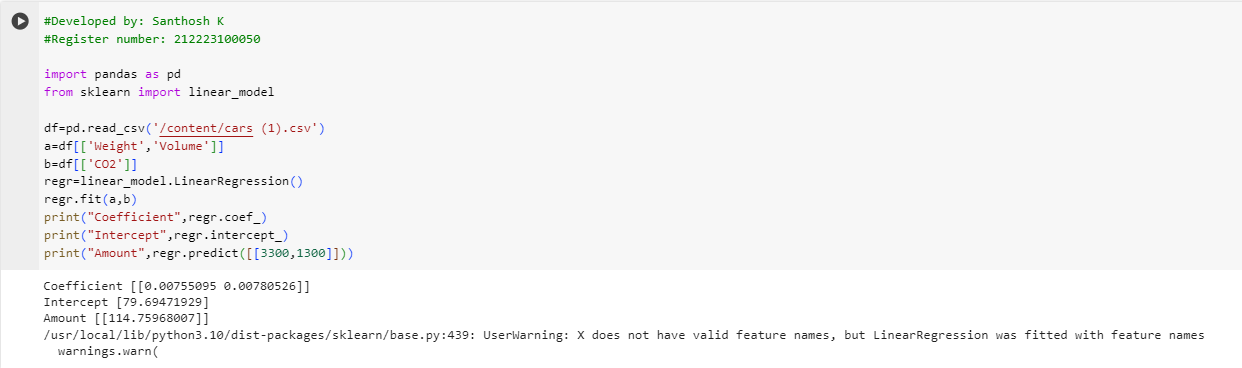 #Developed by: Santhosh K
#Register number: 212223100050
import pandas as pd
from sklearn import linear_model
df=pd.read_csv('/content/cars (1).csv')
a=df[['Weight','Volume']]
b=df[['CO2']]
regr=linear_model.LinearRegression()
regr.fit(a,b)
print("Coefficient",regr.coef_)
print("Intercept",regr.intercept_)
print("Amount",regr.predict([[3300,1300]]))
Coefficient [[0.00755095 0.00780526]]
Intercept [79.69471929]
Amount [[114.75968007]]
/usr/local/lib/python3.10/dist-packages/sklearn/base.py:439: UserWarning: X does not have valid feature names, but LinearRegression was fitted with feature names
  warnings.warn(